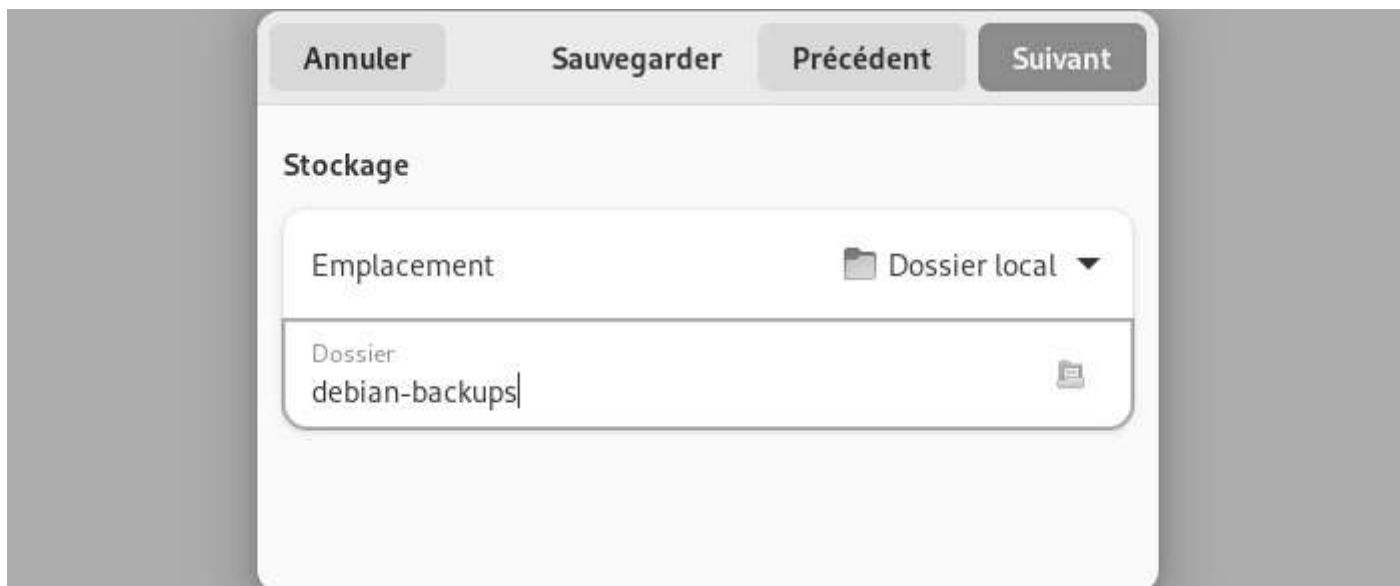 Annuler Sauvegarder Précédent Suivant
Stockage
Emplacement Dossier local
Dossier
debian-backups